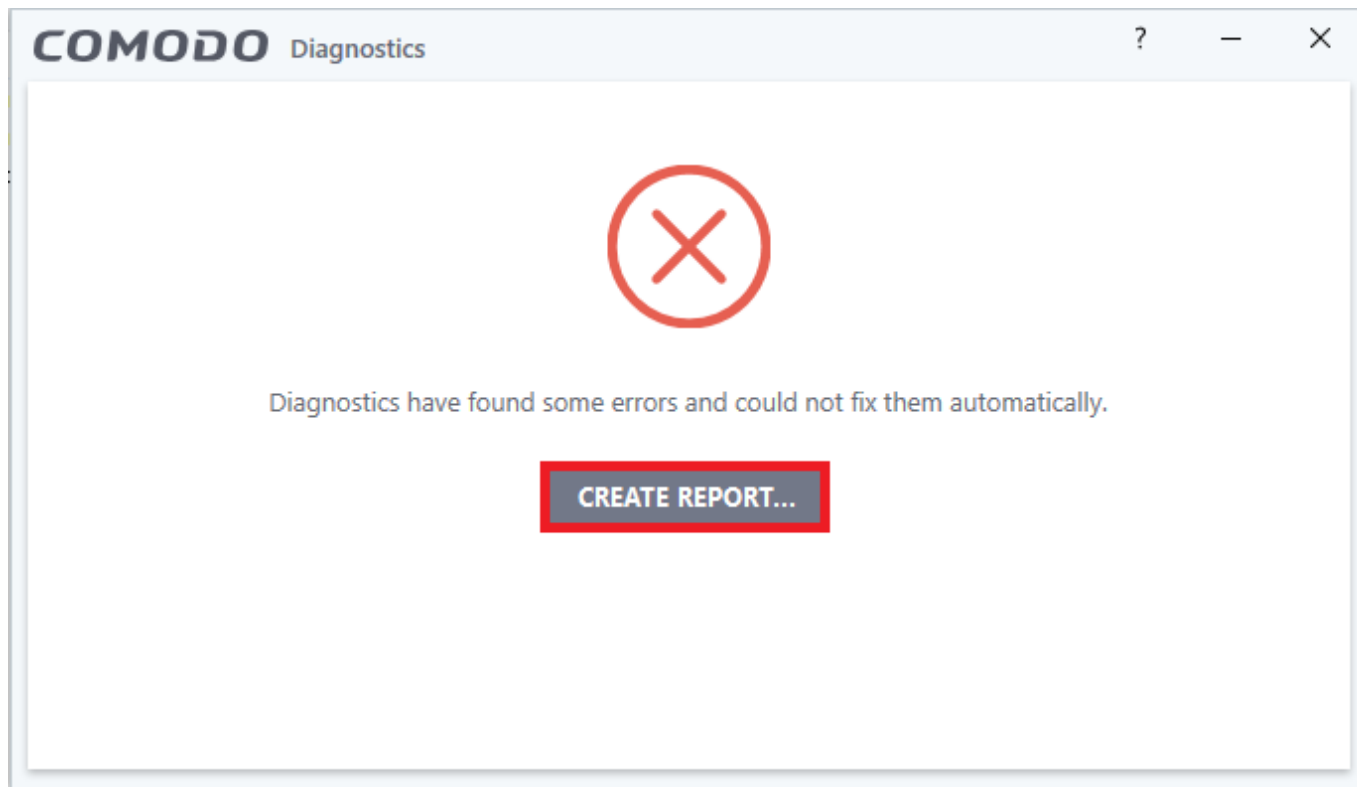 COMODO Diagnostics ?
Diagnostics have found some errors and could not fix them automatically.
CREATE REPORT...